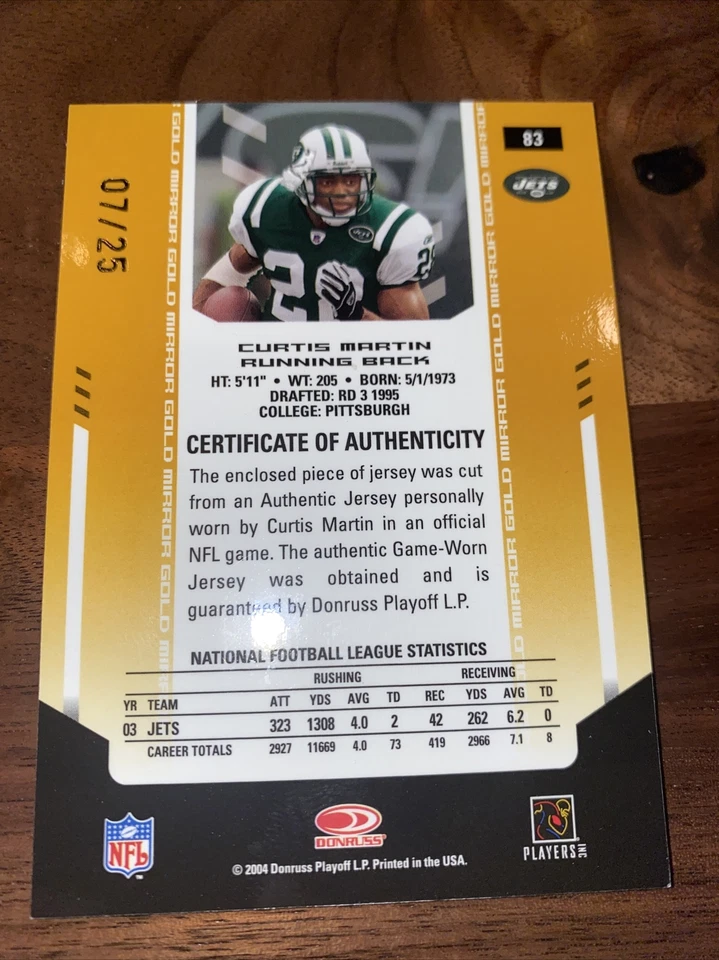 83
JETS
07/25
GOLD MIRROR GOLD MIRROR GOLD MIRROR GOLD
GOLD MIRROR GOLD MIRROR GOLD MIRROR
28
CURTIS MARTIN
RUNNING BACK
HT: 5'11" • WT: 205 • BORN: 5/1/1973
DRAFTED: RD 3 1995
COLLEGE: PITTSBURGH
CERTIFICATE OF AUTHENTICITY
The enclosed piece of jersey was cut
from an Authentic Jersey personally
worn by Curtis Martin in an official
NFL game. The authentic Game-Worn
Jersey was obtained and is
guaranteed by Donruss Playoff L.P.
NATIONAL FOOTBALL LEAGUE STATISTICS
RUSHING RECEIVING
YR TEAM ATT YDS AVG TD REC YDS AVG TD
03 JETS 323 1308 4.0 2 42 262 6.2 0
CAREER TOTALS 2927 11669 4.0 73 419 2966 7.1 8
NFL
DONRUSS
PLAYERS INC
© 2004 Donruss Playoff L.P. Printed in the USA.